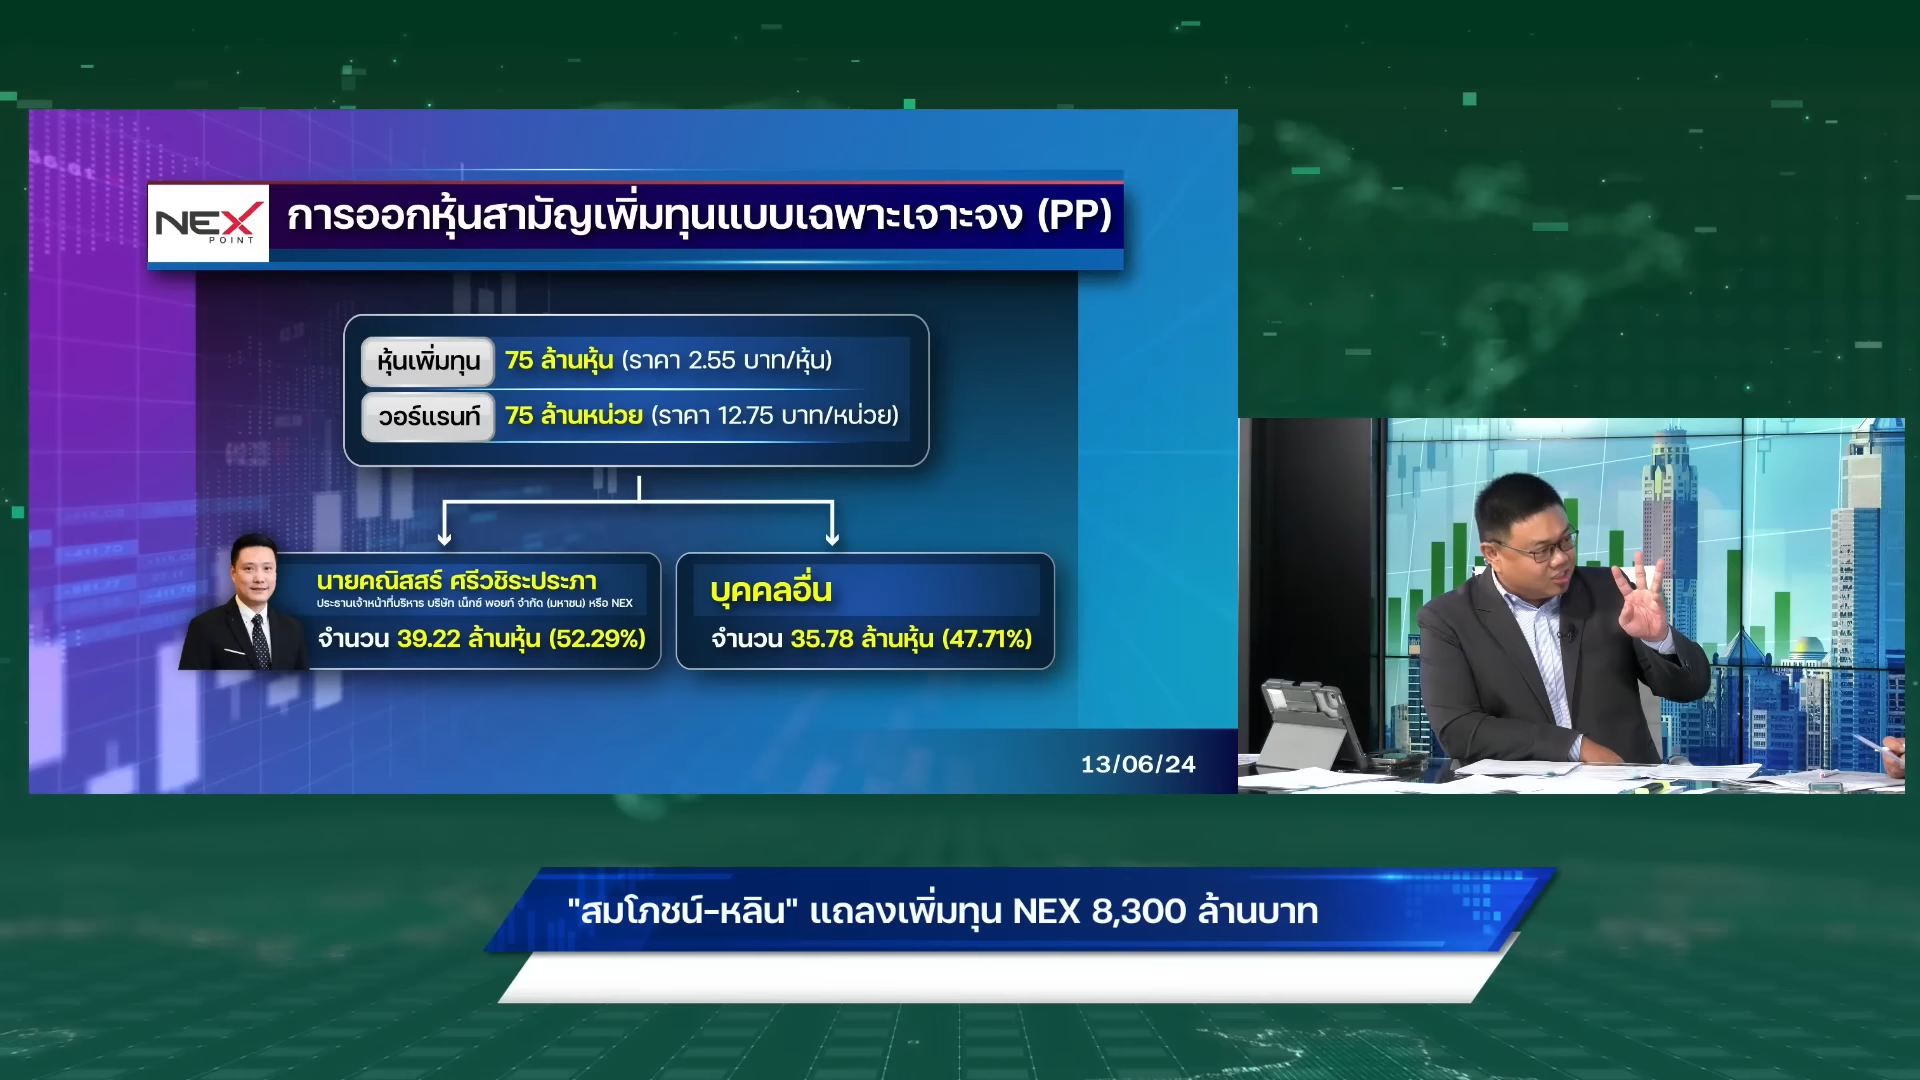 NEX
POINT
การออกหุ้นสามัญเพิ่มทุนแบบเฉพาะเจาะจง (PP)
หุ้นเพิ่มทุน 75 ล้านหุ้น (ราคา 2.55 บาท/หุ้น)
วอร์แรนท์ 75 ล้านหน่วย (ราคา 12.75 บาท/หน่วย)
นายคณิสสร์ ศรีวชิระประภา
ประธานเจ้าหน้าที่บริหาร บริษัท เน็กซ์ พอยท์ จำกัด (มหาชน) หรือ NEX
จำนวน 39.22 ล้านหุ้น (52.29%)
บุคคลอื่น
จำนวน 35.78 ล้านหุ้น (47.71%)
13/06/24
"สมโภชน์-หลิน" แถลงเพิ่มทุน NEX 8,300 ล้านบาท